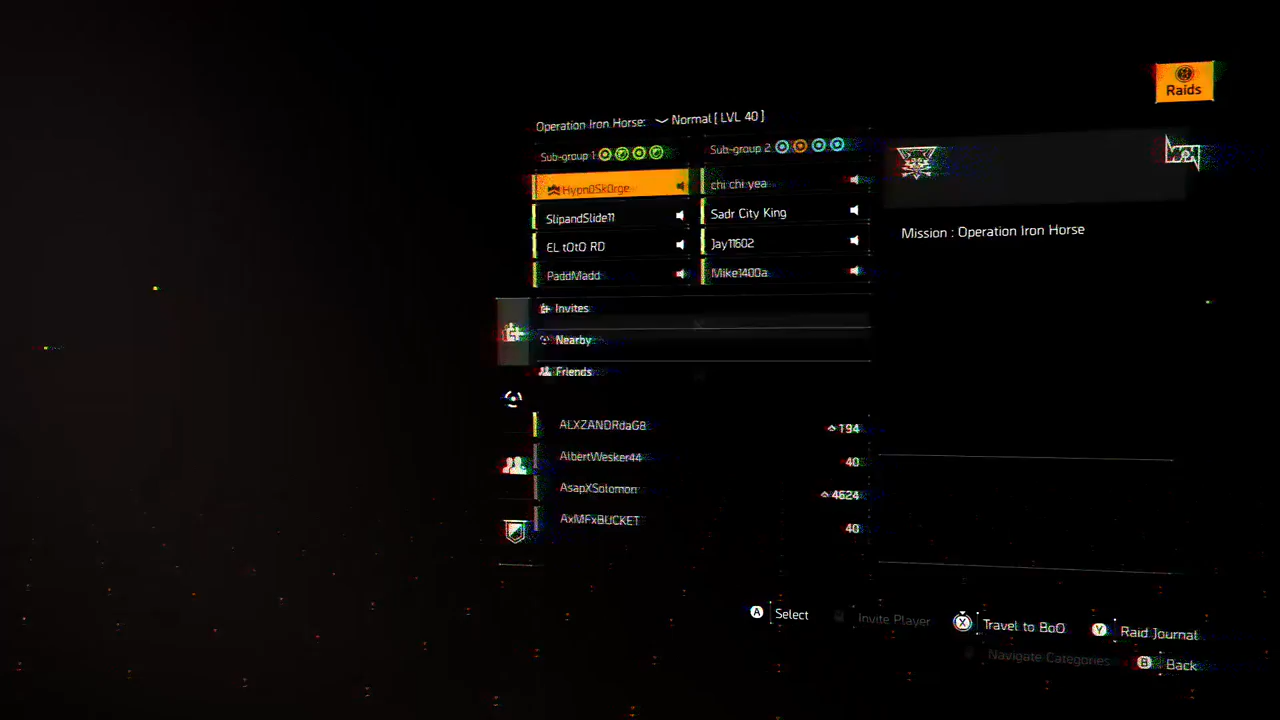 Raids
Operation Iron Horse: Normal [ LVL 40 ]
Sub-group 1
Sub-group 2
Hypn0Sk0rge
chi chi yea
SlipandSlide11
Sadr City King
EL tOtO RD
Jay11602
PaddMadd
Mike1400a
Mission : Operation Iron Horse
Invites
Nearby
Friends
ALXZANDRdaG8
194
AlbertWesker44
40
AsapXSolomon
4624
AxMFxBUCKET
40
A Select
Invite Player
X Travel to BoO
Y Raid Journal
Navigate Categories
B Back